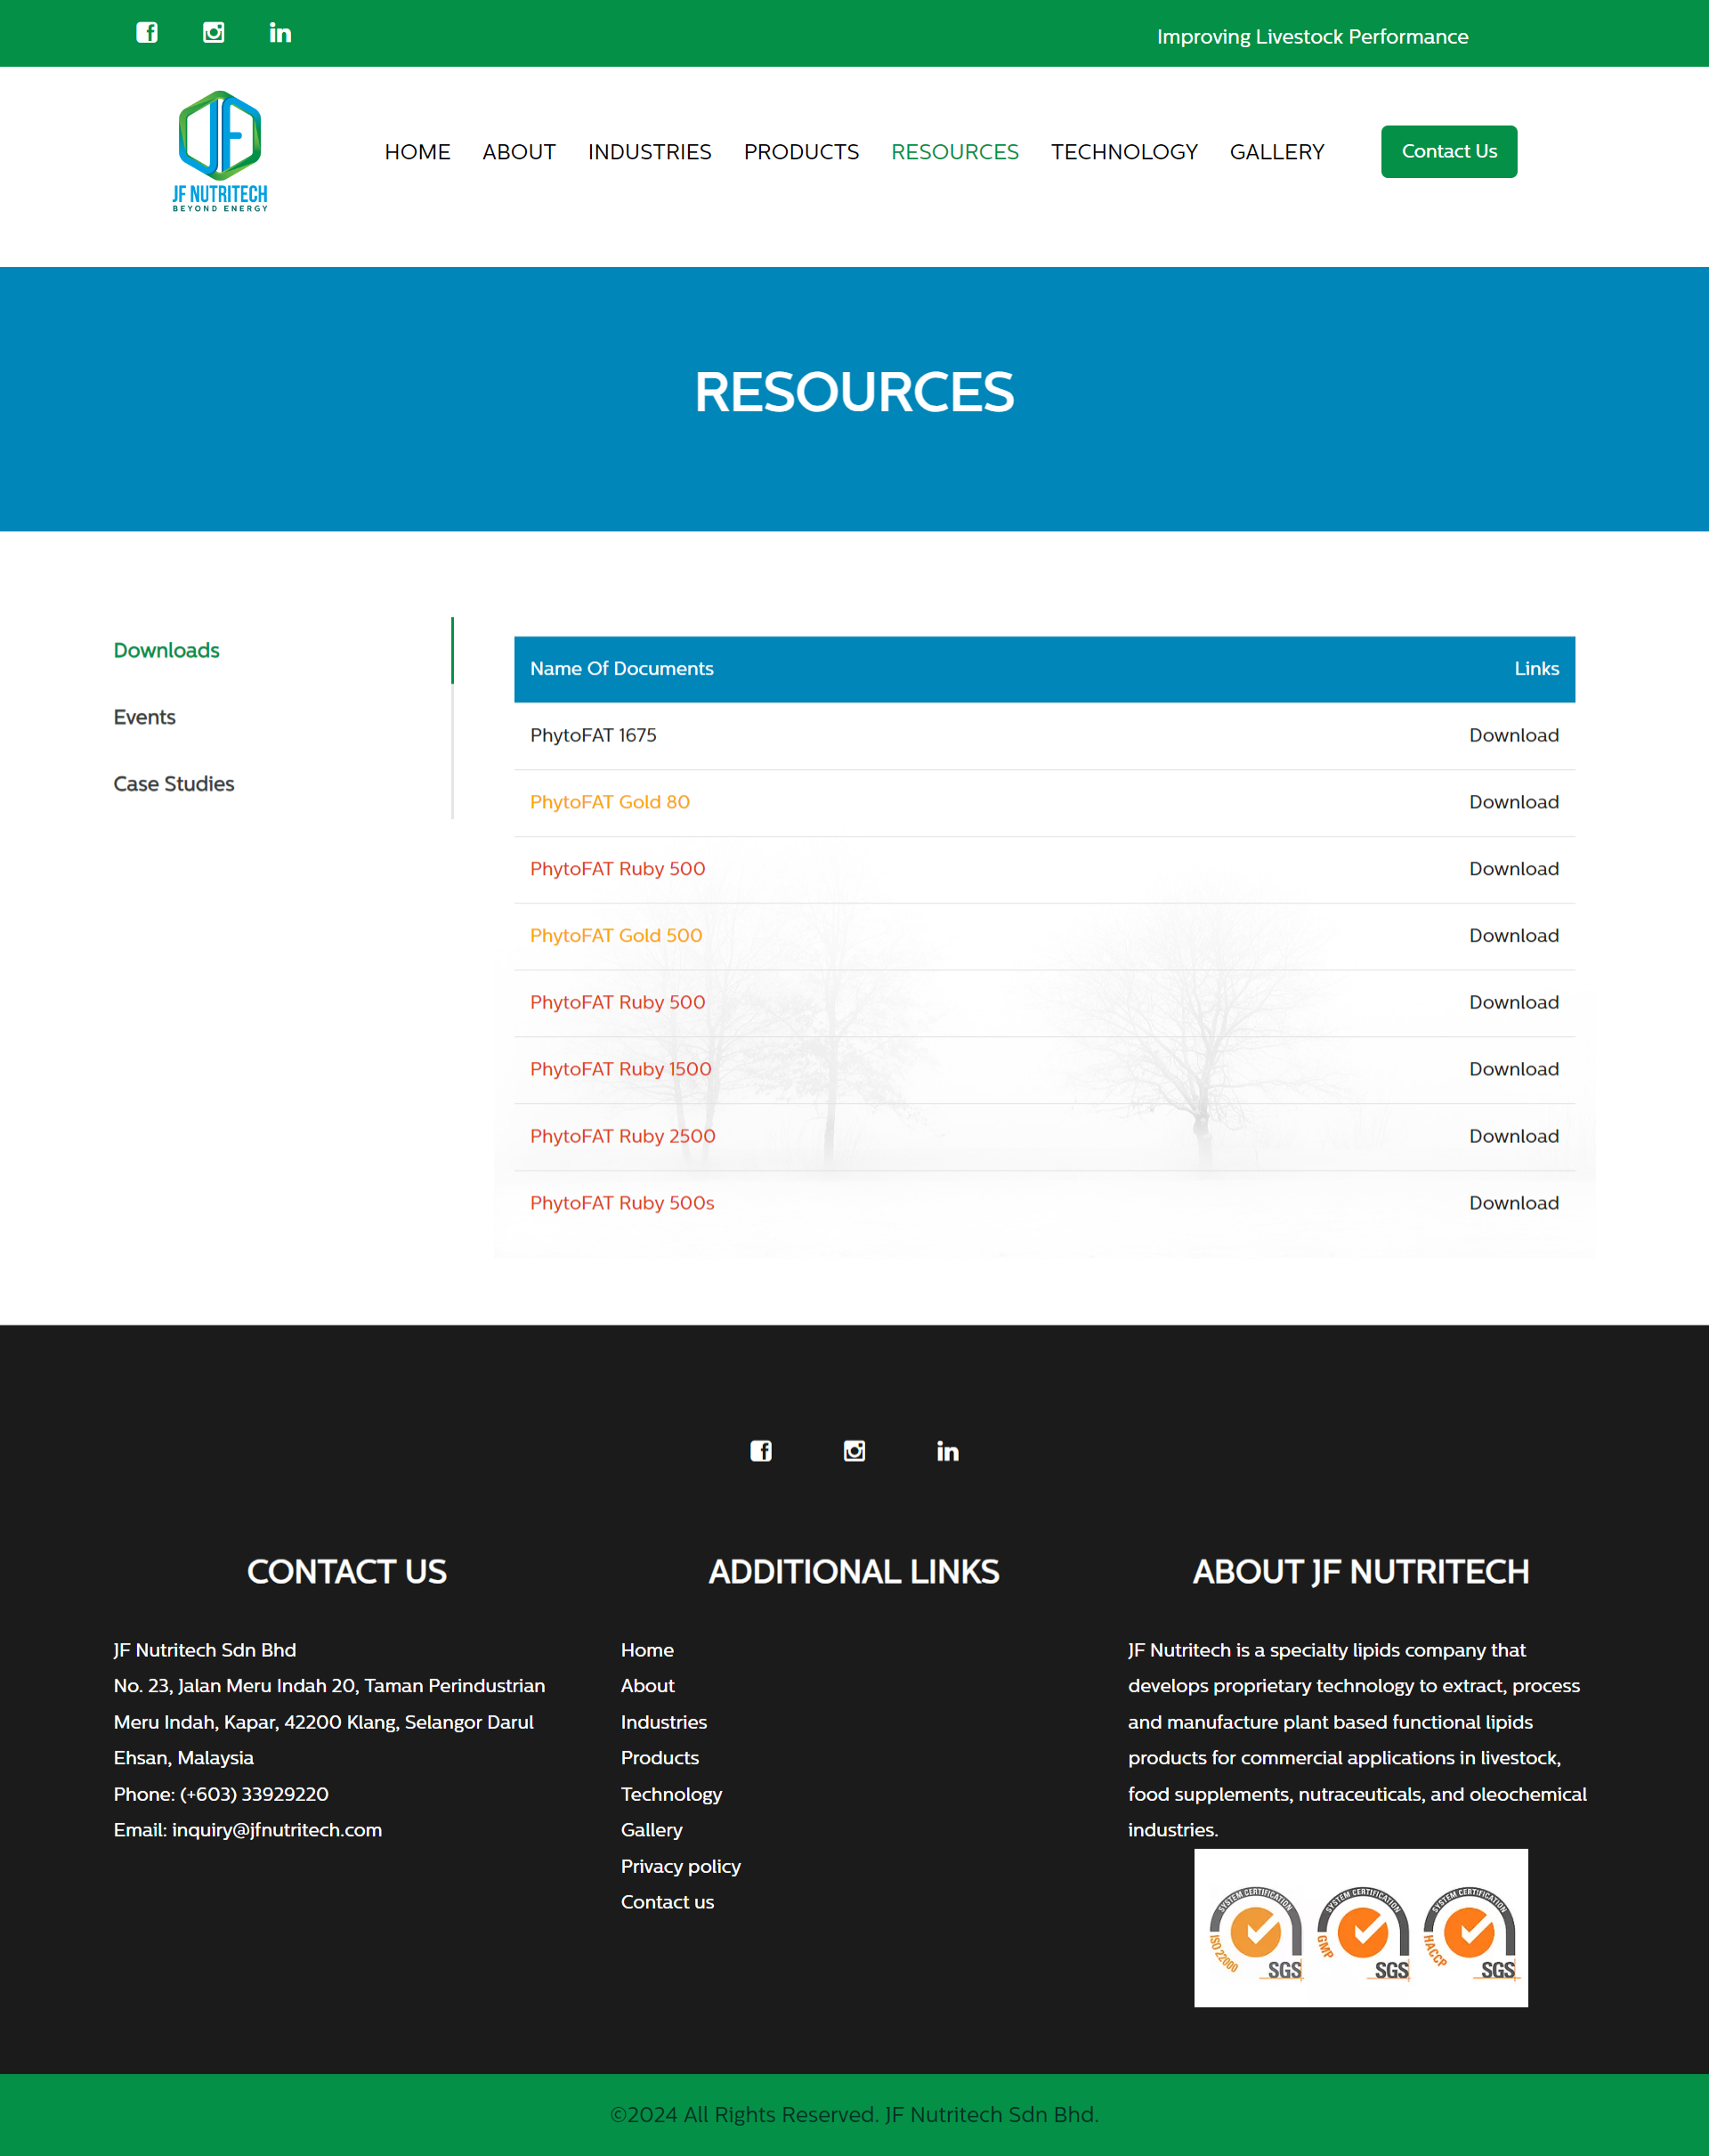 Improving Livestock Performance
JF NUTRITECH
BEYOND ENERGY
HOME ABOUT INDUSTRIES PRODUCTS RESOURCES TECHNOLOGY GALLERY Contact Us
RESOURCES
Downloads
Events
Case Studies
Name Of Documents Links
PhytoFAT 1675 Download
PhytoFAT Gold 80 Download
PhytoFAT Ruby 500 Download
PhytoFAT Gold 500 Download
PhytoFAT Ruby 500 Download
PhytoFAT Ruby 1500 Download
PhytoFAT Ruby 2500 Download
PhytoFAT Ruby 500s Download
CONTACT US
JF Nutritech Sdn Bhd
No. 23, Jalan Meru Indah 20, Taman Perindustrian
Meru Indah, Kapar, 42200 Klang, Selangor Darul
Ehsan, Malaysia
Phone: (+603) 33929220
Email: inquiry@jfnutritech.com
ADDITIONAL LINKS
Home
About
Industries
Products
Technology
Gallery
Privacy policy
Contact us
ABOUT JF NUTRITECH
JF Nutritech is a specialty lipids company that
develops proprietary technology to extract, process
and manufacture plant based functional lipids
products for commercial applications in livestock,
food supplements, nutraceuticals, and oleochemical
industries.
SYSTEM CERTIFICATION
ISO 22000
SGS
SYSTEM CERTIFICATION
GMP
SGS
SYSTEM CERTIFICATION
HACCP
SGS
©2024 All Rights Reserved. JF Nutritech Sdn Bhd.